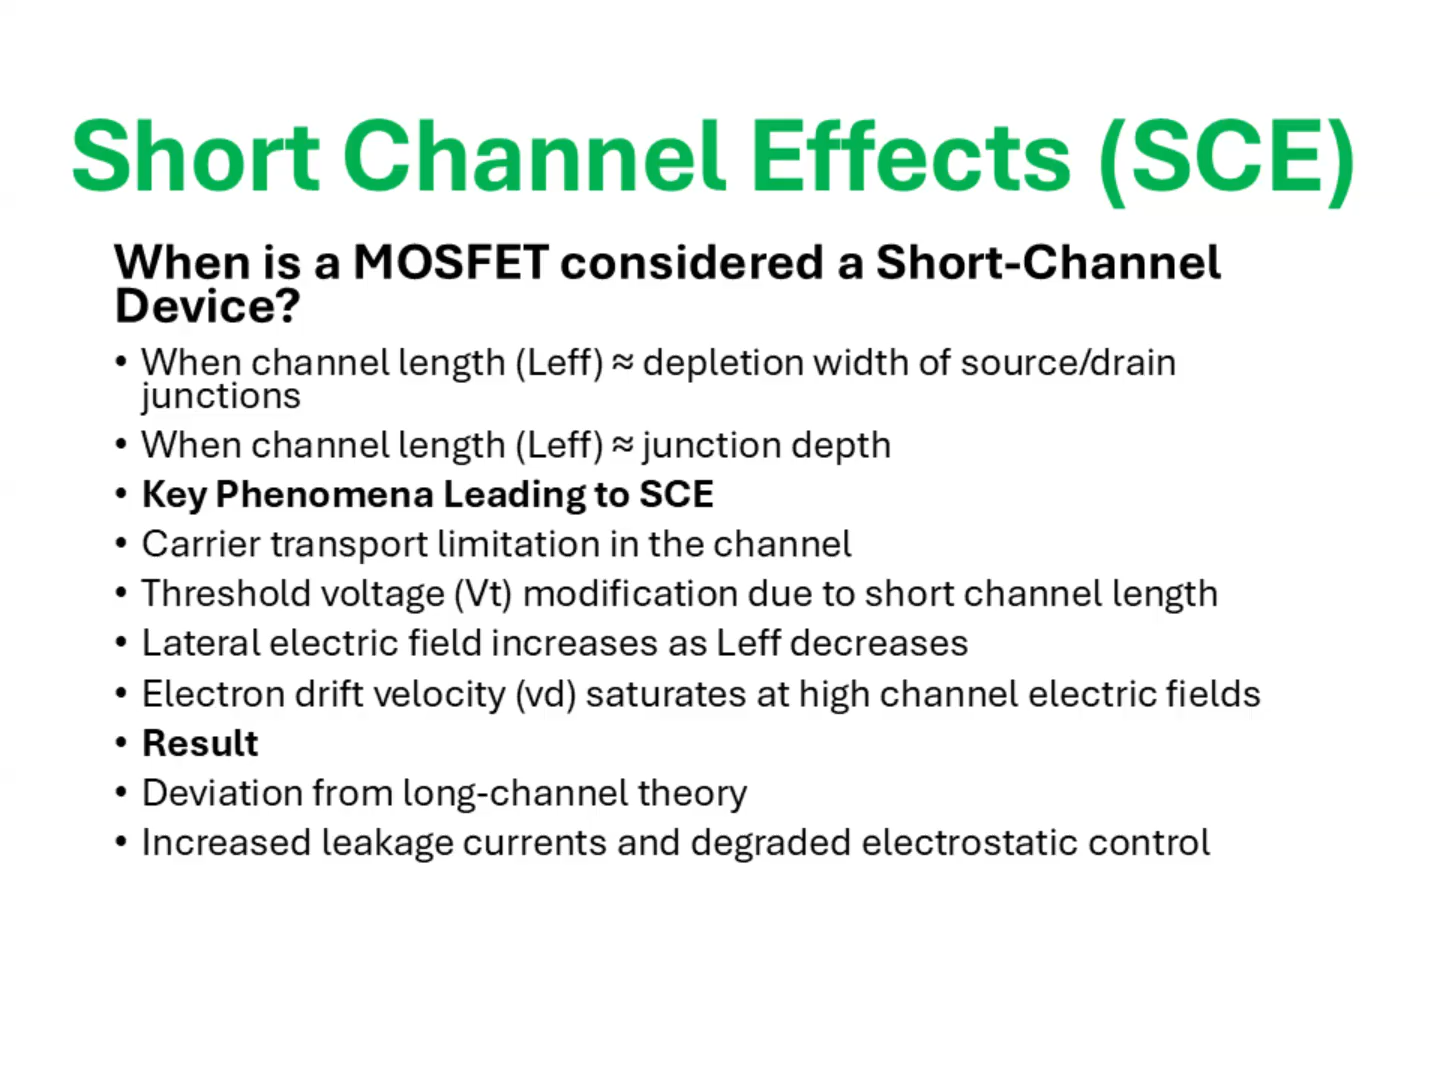 Short Channel Effects (SCE)
When is a MOSFET considered a Short-Channel
Device?
• When channel length (Leff) ≈ depletion width of source/drain
junctions
• When channel length (Leff) ≈ junction depth
• Key Phenomena Leading to SCE
• Carrier transport limitation in the channel
• Threshold voltage (Vt) modification due to short channel length
• Lateral electric field increases as Leff decreases
• Electron drift velocity (vd) saturates at high channel electric fields
• Result
• Deviation from long-channel theory
• Increased leakage currents and degraded electrostatic control